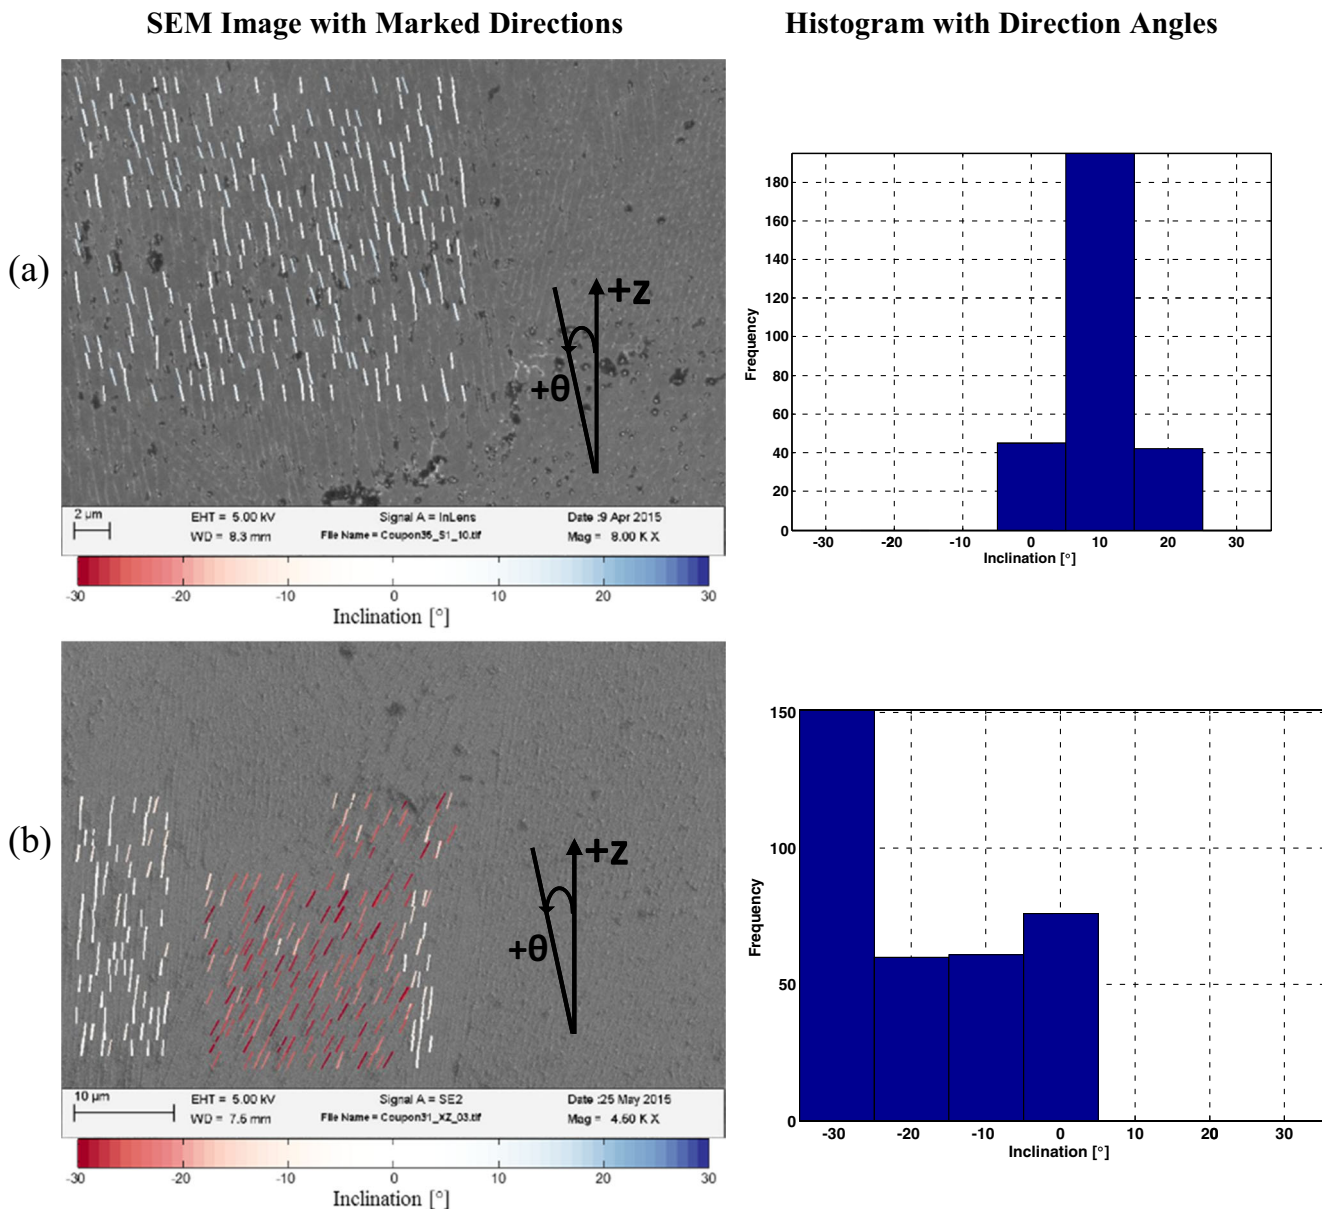 SEM Image with Marked Directions
Histogram with Direction Angles
(a)
+z
+θ
2 µm
EHT = 5.00 kV
Signal A = InLens
Date :9 Apr 2015
WD = 8.3 mm
File Name = Coupon35_S1_10.tif
Mag = 8.00 K X
-30 -20 -10 0 10 20 30
Inclination [°]
Frequency
180
160
140
120
100
80
60
40
20
0
-30 -20 -10 0 10 20 30
Inclination [°]
(b)
+z
+θ
10 µm
EHT = 5.00 kV
Signal A = SE2
Date :25 May 2015
WD = 7.5 mm
File Name = Coupon31_XZ_03.tif
Mag = 4.50 K X
-30 -20 -10 0 10 20 30
Inclination [°]
Frequency
150
100
50
0
-30 -20 -10 0 10 20 30
Inclination [°]